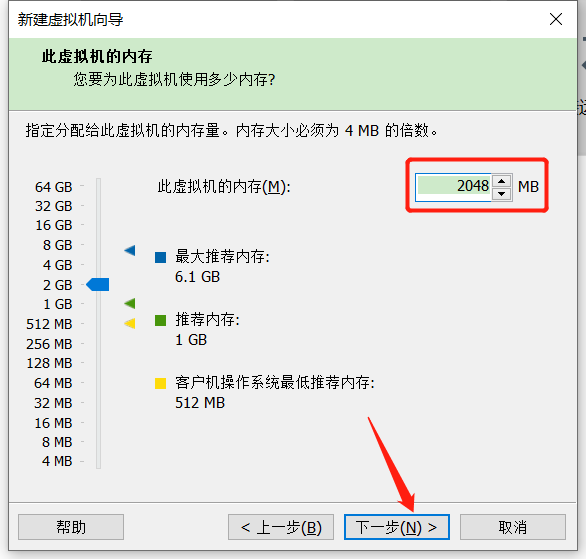 新建虚拟机向导
此虚拟机的内存
您要为此虚拟机使用多少内存?
指定分配给此虚拟机的内存量。内存大小必须为 4 MB 的倍数。
64 GB
32 GB
16 GB
8 GB
4 GB
2 GB
1 GB
512 MB
256 MB
128 MB
64 MB
32 MB
16 MB
8 MB
4 MB
此虚拟机的内存(M):
2048 MB
最大推荐内存:
6.1 GB
推荐内存:
1 GB
客户机操作系统最低推荐内存:
512 MB
帮助
< 上一步(B)
下一步(N) >
取消